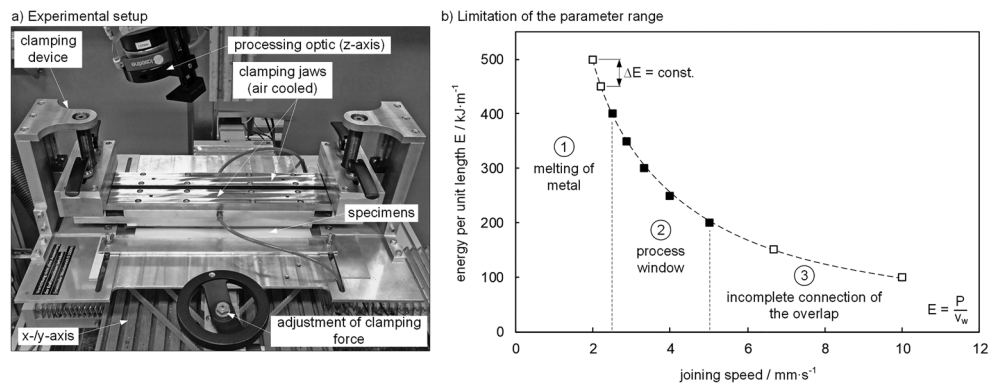 a) Experimental setup
clamping
device
processing optic (z-axis)
clamping jaws
(air cooled)
specimens
x-/y-axis
adjustment of clamping
force
b) Limitation of the parameter range
energy per unit length E / kJ·m⁻¹
500
400
300
200
100
0
ΔE = const.
1
melting of
metal
2
process
window
3
incomplete connection of
the overlap
E = P/v_w
0 2 4 6 8 10 12
joining speed / mm·s⁻¹